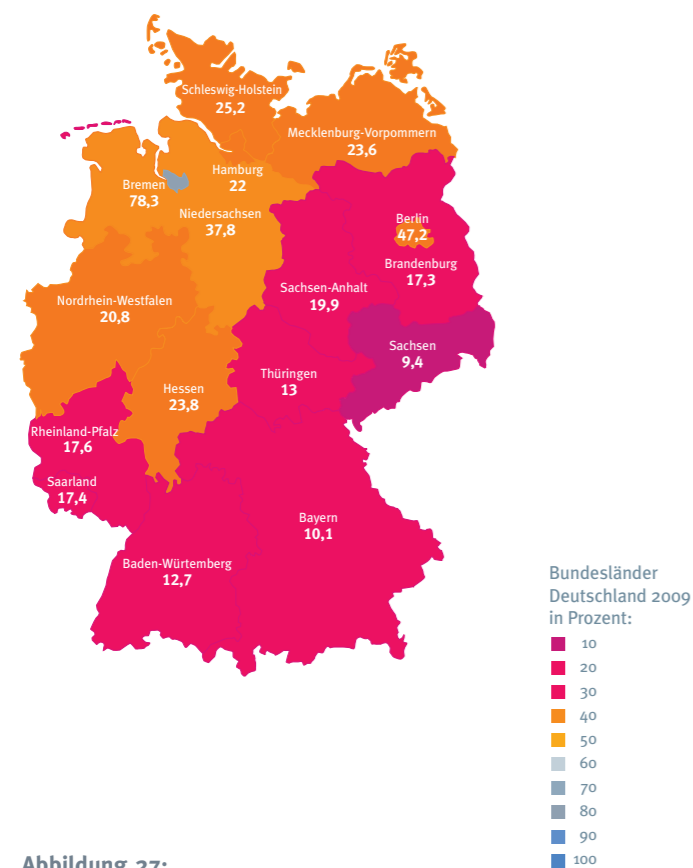 Schleswig-Holstein
25,2
Mecklenburg-Vorpommern
23,6
Hamburg
22
Bremen
78,3
Niedersachsen
37,8
Berlin
47,2
Brandenburg
17,3
Sachsen-Anhalt
19,9
Nordrhein-Westfalen
20,8
Sachsen
9,4
Thüringen
13
Hessen
23,8
Rheinland-Pfalz
17,6
Saarland
17,4
Bayern
10,1
Baden-Würtemberg
12,7
Bundesländer
Deutschland 2009
in Prozent:
10
20
30
40
50
60
70
80
90
100
Abbildung 27: